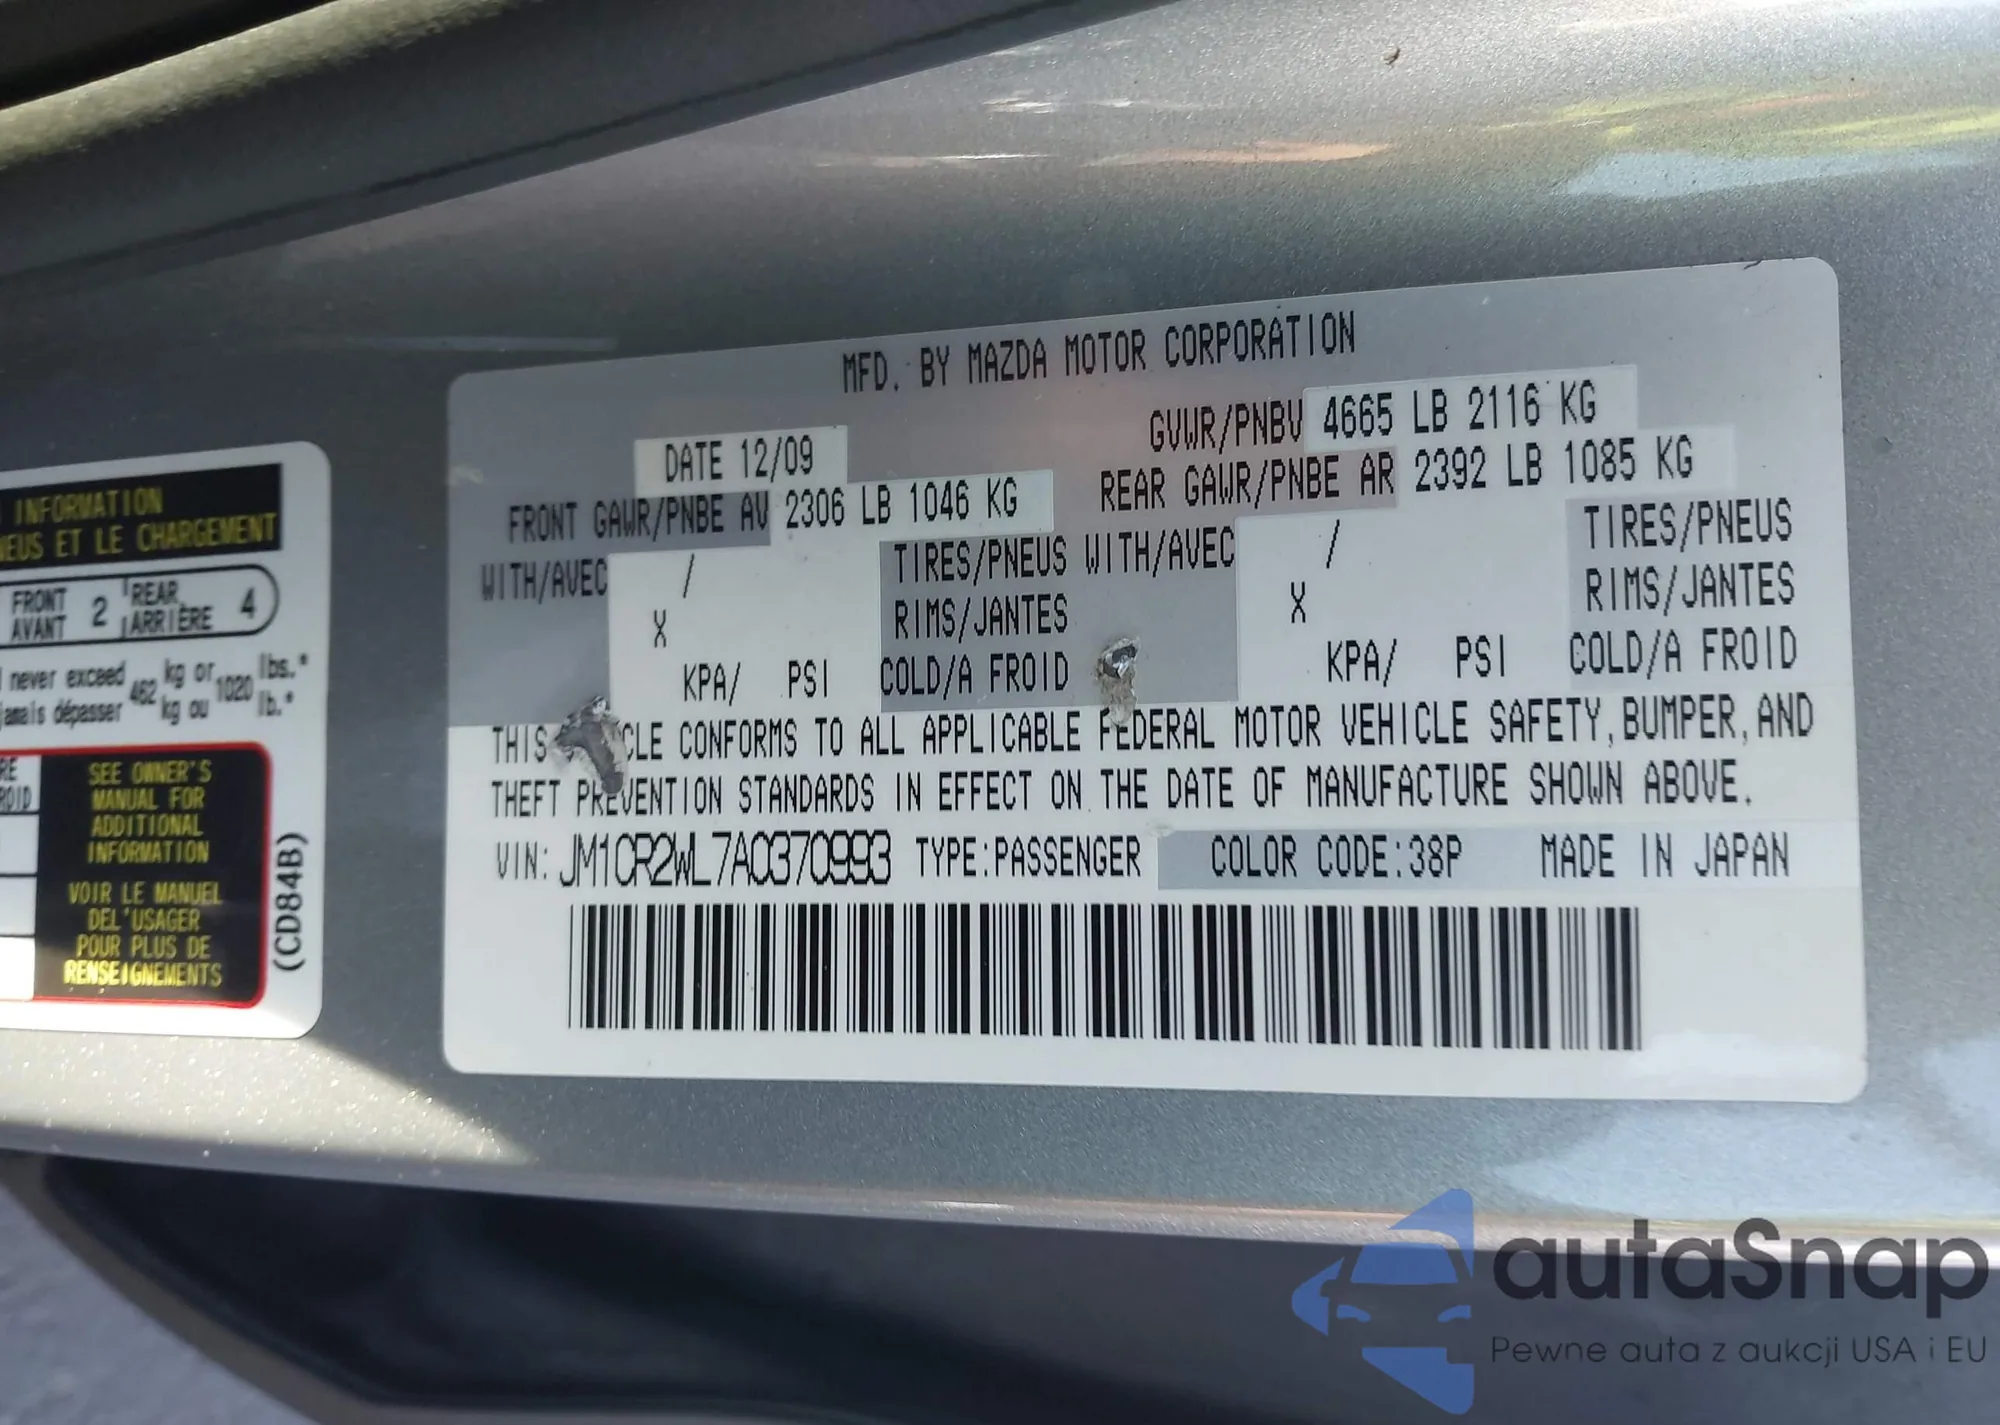 INFORMATION
NEUS ET LE CHARGEMENT
FRONT AVANT 2 REAR ARRIÈRE 4
never exceed 462 kg or 1020 lbs.*
jamais dépasser 462 kg ou 1020 lb.*
SEE OWNER'S
MANUAL FOR
ADDITIONAL
INFORMATION
VOIR LE MANUEL
DEL'USAGER
POUR PLUS DE
RENSEIGNEMENTS
(CD84B)
MFD. BY MAZDA MOTOR CORPORATION
DATE 12/09 GVWR/PNBV 4665 LB 2116 KG
FRONT GAWR/PNBE AV 2306 LB 1046 KG REAR GAWR/PNBE AR 2392 LB 1085 KG
WITH/AVEC / TIRES/PNEUS WITH/AVEC / TIRES/PNEUS
X RIMS/JANTES X RIMS/JANTES
KPA/ PSI COLD/A FROID KPA/ PSI COLD/A FROID
THIS CLE CONFORMS TO ALL APPLICABLE FEDERAL MOTOR VEHICLE SAFETY, BUMPER, AND
THEFT PREVENTION STANDARDS IN EFFECT ON THE DATE OF MANUFACTURE SHOWN ABOVE.
VIN: JM1CR2WL7A0370993 TYPE:PASSENGER COLOR CODE:38P MADE IN JAPAN
autaSnap
Pewne auta z aukcji USA i EU